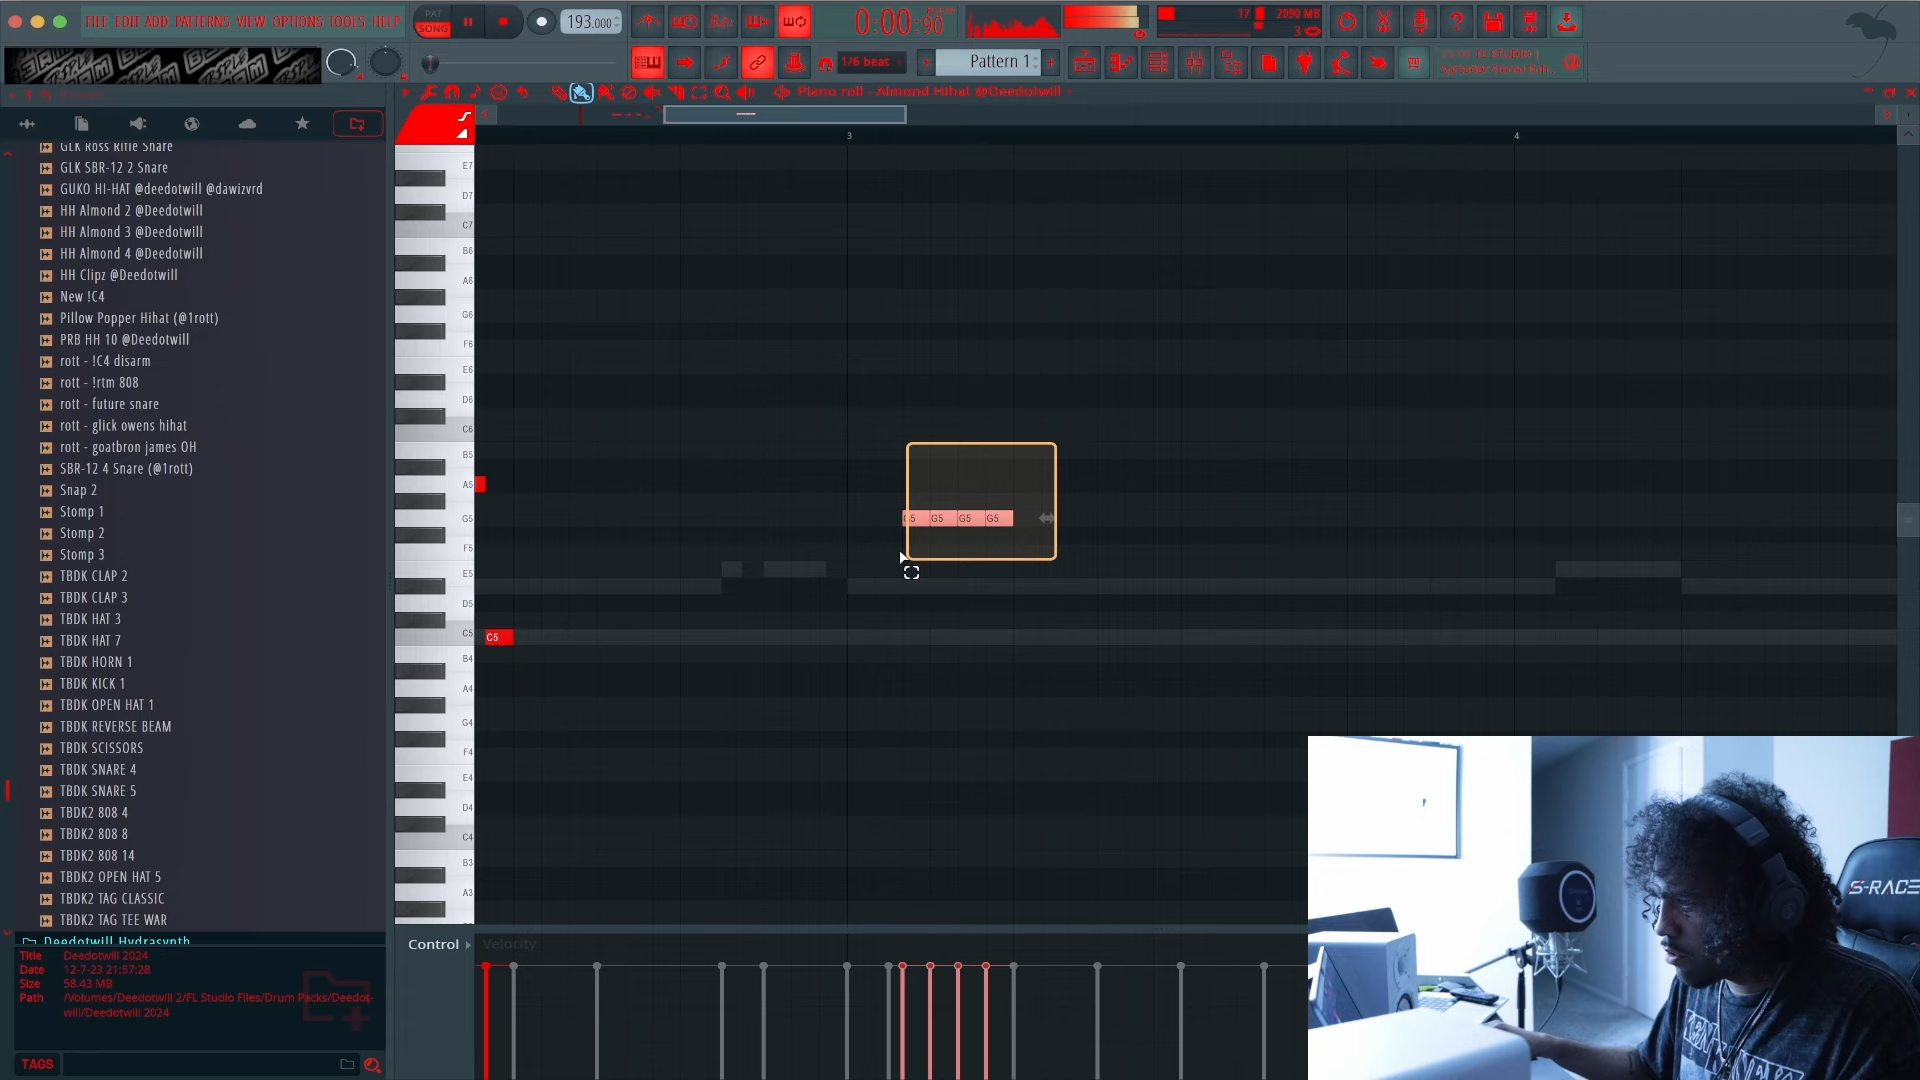 FILE EDIT ADD PATTERNS VIEW OPTIONS TOOLS HELP
PAT
SONG
193.000
0:00:90
17
2090 MB
3
1/6 beat
Pattern 1
Piano roll - Almond Hihat @Deedotwill
3
4
GLK Ross Rifle Snare
GLK SBR-12 2 Snare
GUKO HI-HAT @deedotwill @dawizvrd
HH Almond 2 @Deedotwill
HH Almond 3 @Deedotwill
HH Almond 4 @Deedotwill
HH Clipz @Deedotwill
New !C4
Pillow Popper Hihat (@1rott)
PRB HH 10 @Deedotwill
rott - !C4 disarm
rott - !rtm 808
rott - future snare
rott - glick owens hihat
rott - goatbron james OH
SBR-12 4 Snare (@1rott)
Snap 2
Stomp 1
Stomp 2
Stomp 3
TBDK CLAP 2
TBDK CLAP 3
TBDK HAT 3
TBDK HAT 7
TBDK HORN 1
TBDK KICK 1
TBDK OPEN HAT 1
TBDK REVERSE BEAM
TBDK SCISSORS
TBDK SNARE 4
TBDK SNARE 5
TBDK2 808 4
TBDK2 808 8
TBDK2 808 14
TBDK2 OPEN HAT 5
TBDK2 TAG CLASSIC
TBDK2 TAG TEE WAR
Deedotwill Hydrasynth
Title Deedotwill 2024
Date 12-7-23 21:57:28
Size 58.43 MB
Path /Volumes/Deedotwill 2/FL Studio Files/Drum Packs/Deedot-
will/Deedotwill 2024
TAGS
E7
D7
C7
B6
A6
G6
F6
E6
D6
C6
B5
A5
G5
F5
E5
D5
C5
B4
A4
G4
F4
E4
D4
C4
B3
A3
G5 G5 G5
C5
Control
Velocity
S-RACE